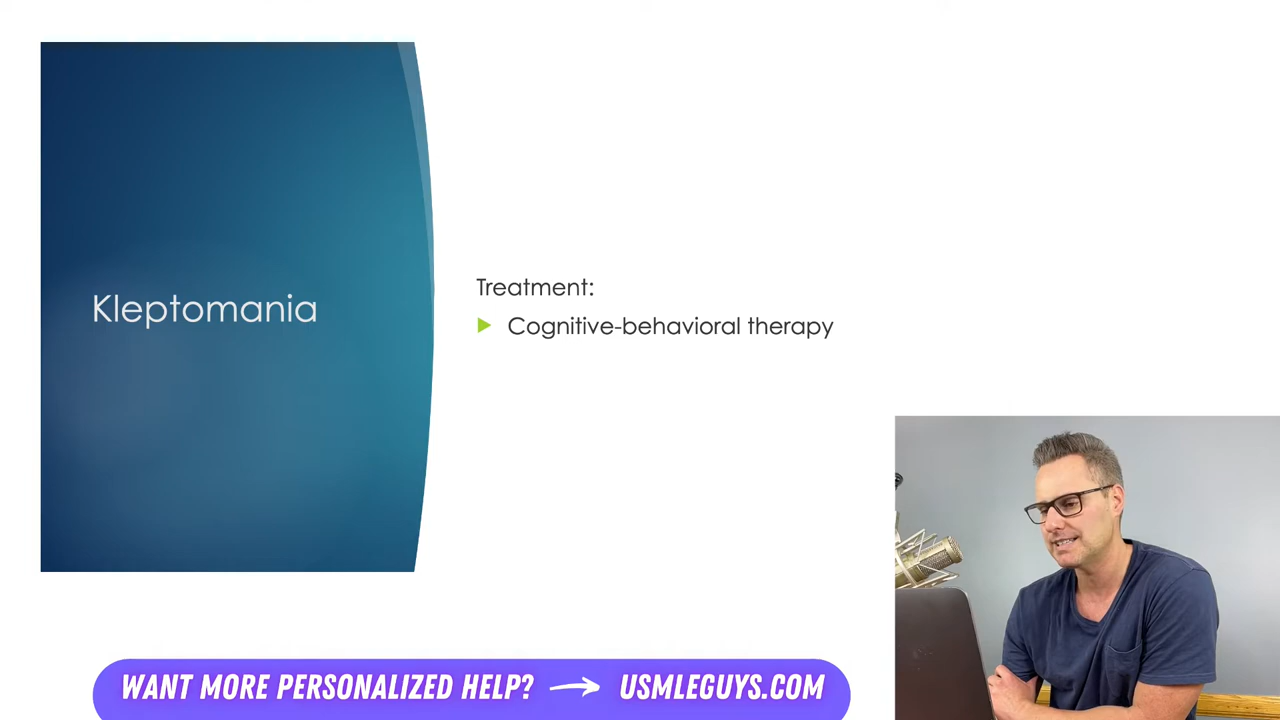 Kleptomania
Treatment:
Cognitive-behavioral therapy
WANT MORE PERSONALIZED HELP? → USMLEGUYS.COM